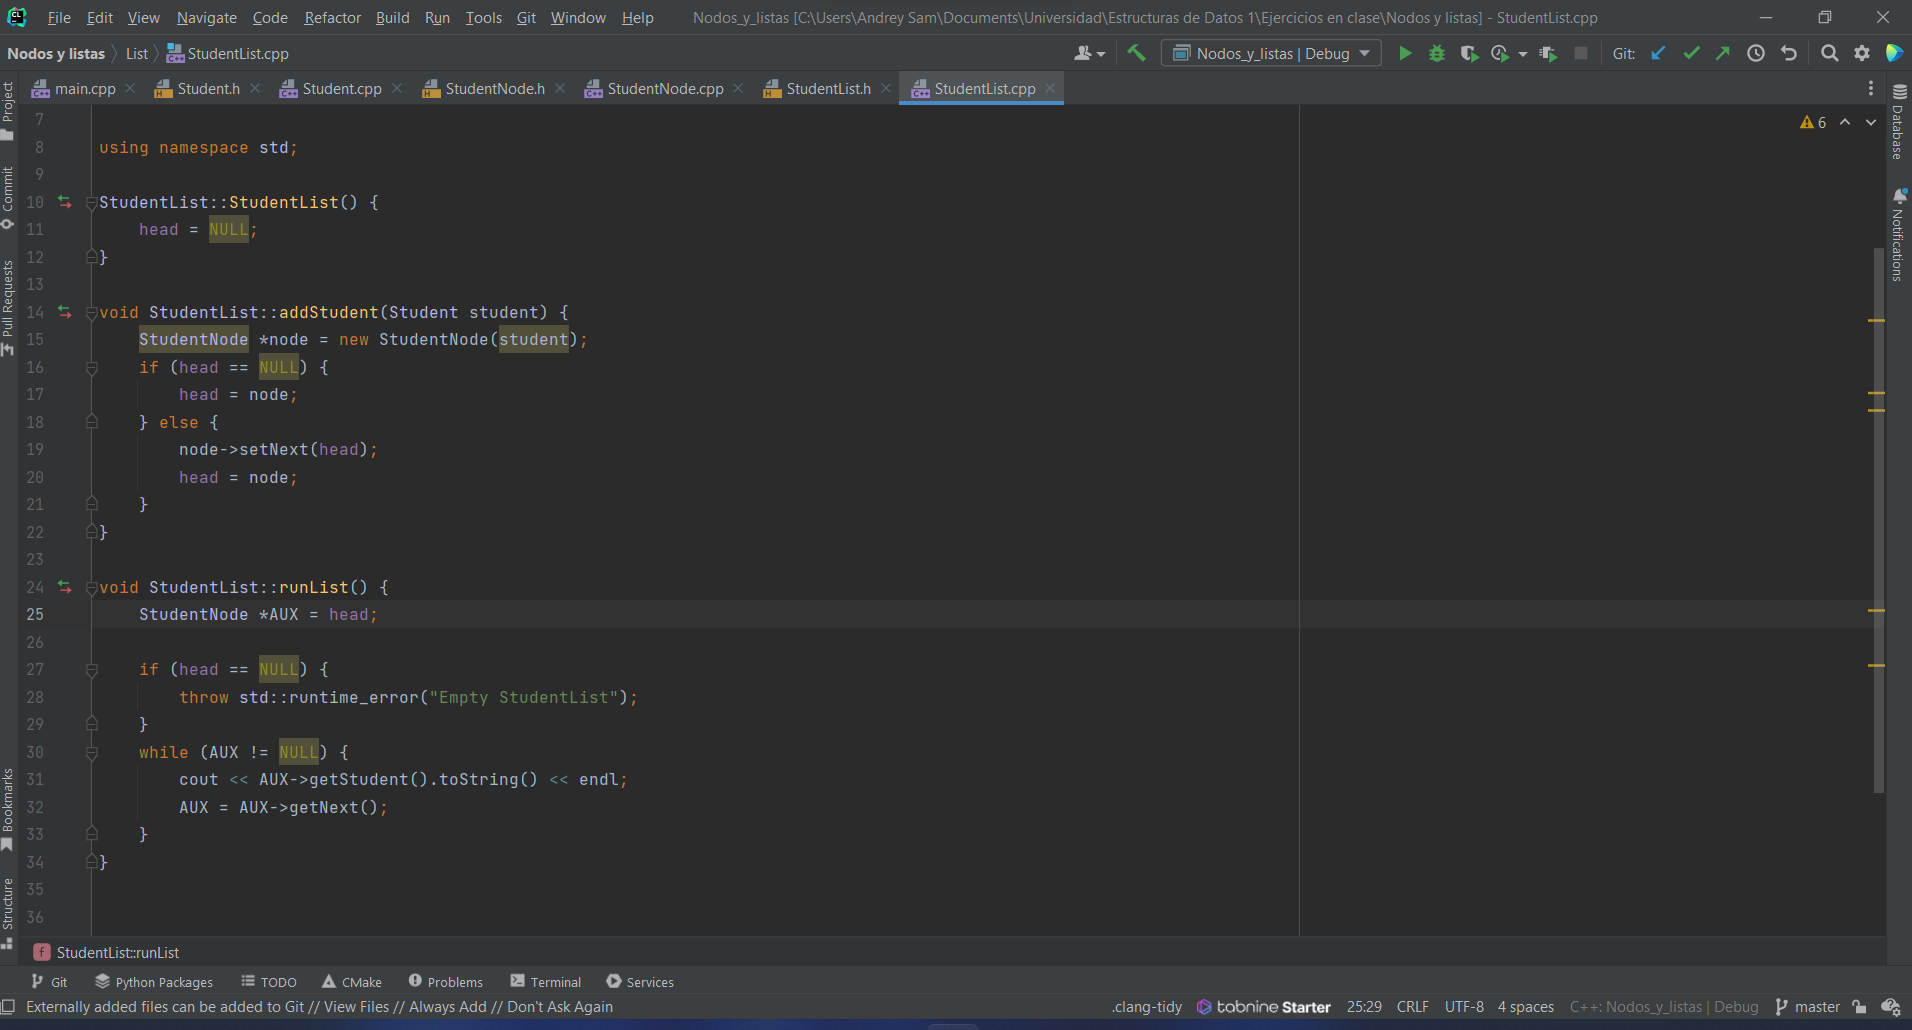 File Edit View Navigate Code Refactor Build Run Tools Git Window Help Nodos_y_listas [C:\Users\Andrey Sam\Documents\Universidad\Estructuras de Datos 1\Ejercicios en clase\Nodos y listas] - StudentList.cpp
Nodos y listas List StudentList.cpp Nodos_y_listas | Debug Git:
main.cpp Student.h Student.cpp StudentNode.h StudentNode.cpp StudentList.h StudentList.cpp
Project
Commit
Pull Requests
Bookmarks
Structure
Database
Notifications
6
7
8 using namespace std;
9
10 StudentList::StudentList() {
11     head = NULL;
12 }
13
14 void StudentList::addStudent(Student student) {
15     StudentNode *node = new StudentNode(student);
16     if (head == NULL) {
17         head = node;
18     } else {
19         node->setNext(head);
20         head = node;
21     }
22 }
23
24 void StudentList::runList() {
25     StudentNode *AUX = head;
26
27     if (head == NULL) {
28         throw std::runtime_error("Empty StudentList");
29     }
30     while (AUX != NULL) {
31         cout << AUX->getStudent().toString() << endl;
32         AUX = AUX->getNext();
33     }
34 }
35
36
f StudentList::runList
Git Python Packages TODO CMake Problems Terminal Services
Externally added files can be added to Git // View Files // Always Add // Don't Ask Again .clang-tidy tabnine Starter 25:29 CRLF UTF-8 4 spaces C++: Nodos_y_listas | Debug master